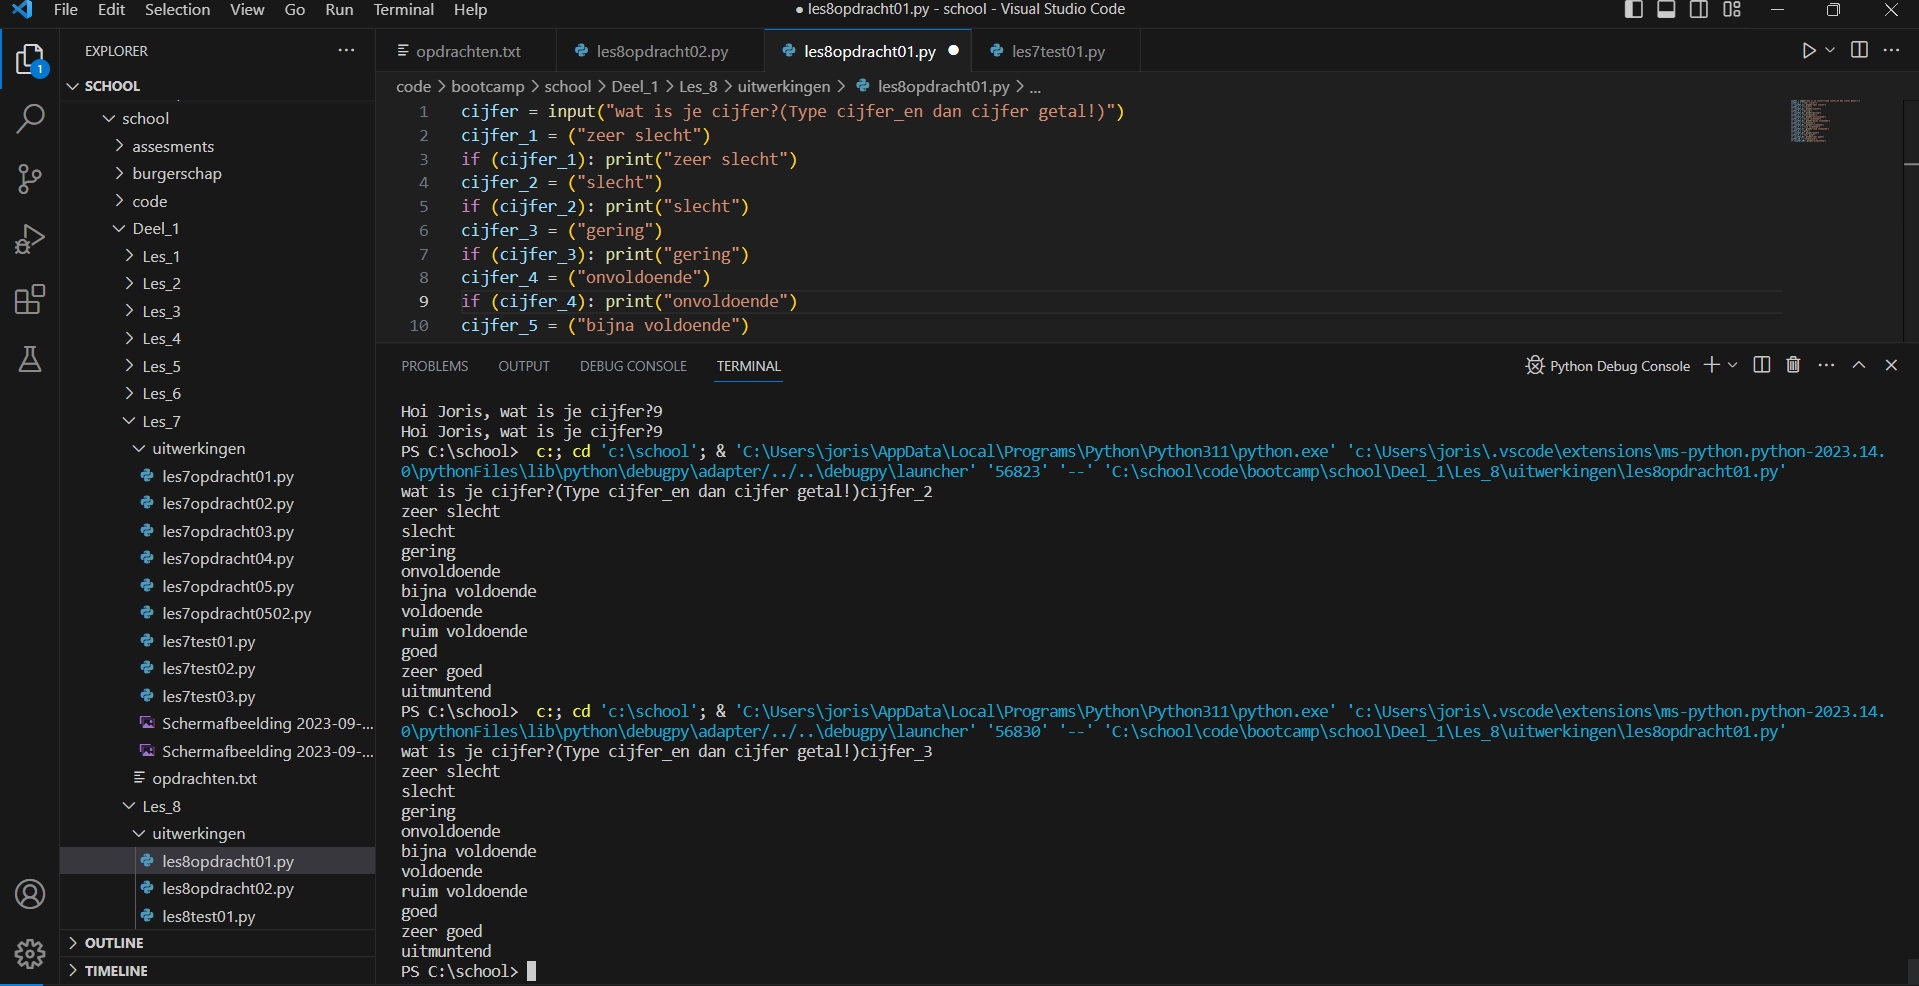 File Edit Selection View Go Run Terminal Help
● les8opdracht01.py - school - Visual Studio Code
1
EXPLORER
SCHOOL
school
assesments
burgerschap
code
Deel_1
Les_1
Les_2
Les_3
Les_4
Les_5
Les_6
Les_7
uitwerkingen
les7opdracht01.py
les7opdracht02.py
les7opdracht03.py
les7opdracht04.py
les7opdracht05.py
les7opdracht0502.py
les7test01.py
les7test02.py
les7test03.py
Schermafbeelding 2023-09-...
Schermafbeelding 2023-09-...
opdrachten.txt
Les_8
uitwerkingen
les8opdracht01.py
les8opdracht02.py
les8test01.py
OUTLINE
TIMELINE
opdrachten.txt les8opdracht02.py les8opdracht01.py les7test01.py
code > bootcamp > school > Deel_1 > Les_8 > uitwerkingen > les8opdracht01.py > ...
1 cijfer = input("wat is je cijfer?(Type cijfer_en dan cijfer getal!)")
2 cijfer_1 = ("zeer slecht")
3 if (cijfer_1): print("zeer slecht")
4 cijfer_2 = ("slecht")
5 if (cijfer_2): print("slecht")
6 cijfer_3 = ("gering")
7 if (cijfer_3): print("gering")
8 cijfer_4 = ("onvoldoende")
9 if (cijfer_4): print("onvoldoende")
10 cijfer_5 = ("bijna voldoende")
PROBLEMS OUTPUT DEBUG CONSOLE TERMINAL
Python Debug Console
Hoi Joris, wat is je cijfer?9
Hoi Joris, wat is je cijfer?9
PS C:\school>  c:; cd 'c:\school'; & 'C:\Users\joris\AppData\Local\Programs\Python\Python311\python.exe' 'c:\Users\joris\.vscode\extensions\ms-python.python-2023.14.
0\pythonFiles\lib\python\debugpy\adapter/../..\debugpy\launcher' '56823' '--' 'C:\school\code\bootcamp\school\Deel_1\Les_8\uitwerkingen\les8opdracht01.py'
wat is je cijfer?(Type cijfer_en dan cijfer getal!)cijfer_2
zeer slecht
slecht
gering
onvoldoende
bijna voldoende
voldoende
ruim voldoende
goed
zeer goed
uitmuntend
PS C:\school>  c:; cd 'c:\school'; & 'C:\Users\joris\AppData\Local\Programs\Python\Python311\python.exe' 'c:\Users\joris\.vscode\extensions\ms-python.python-2023.14.
0\pythonFiles\lib\python\debugpy\adapter/../..\debugpy\launcher' '56830' '--' 'C:\school\code\bootcamp\school\Deel_1\Les_8\uitwerkingen\les8opdracht01.py'
wat is je cijfer?(Type cijfer_en dan cijfer getal!)cijfer_3
zeer slecht
slecht
gering
onvoldoende
bijna voldoende
voldoende
ruim voldoende
goed
zeer goed
uitmuntend
PS C:\school>